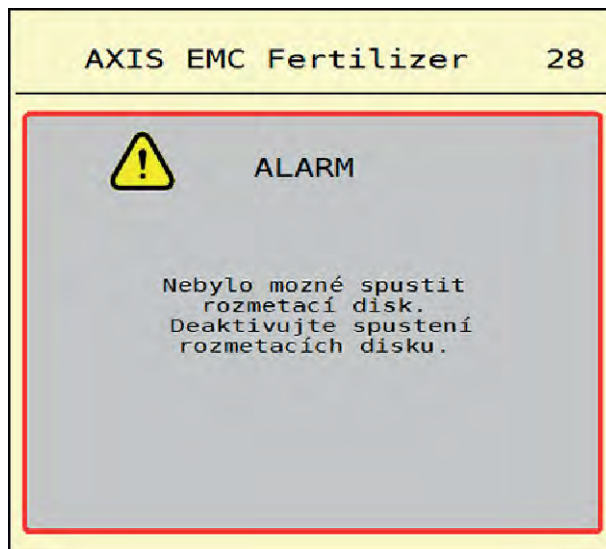 AXIS EMC Fertilizer 28
ALARM
Nebylo mozné spustit
rozmetací disk.
Deaktivujte spustení
rozmetacích disku.